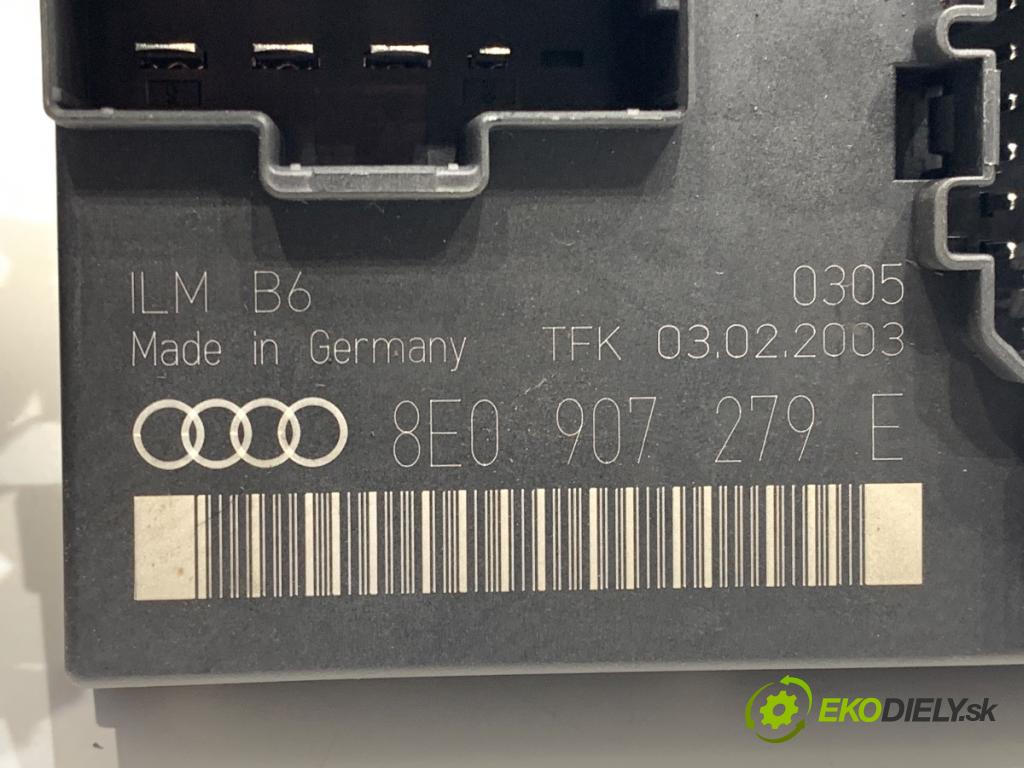 ILM B6 0305
Made in Germany TFK 03.02.2003
8E0 907 279 E
EKODIELY.sk